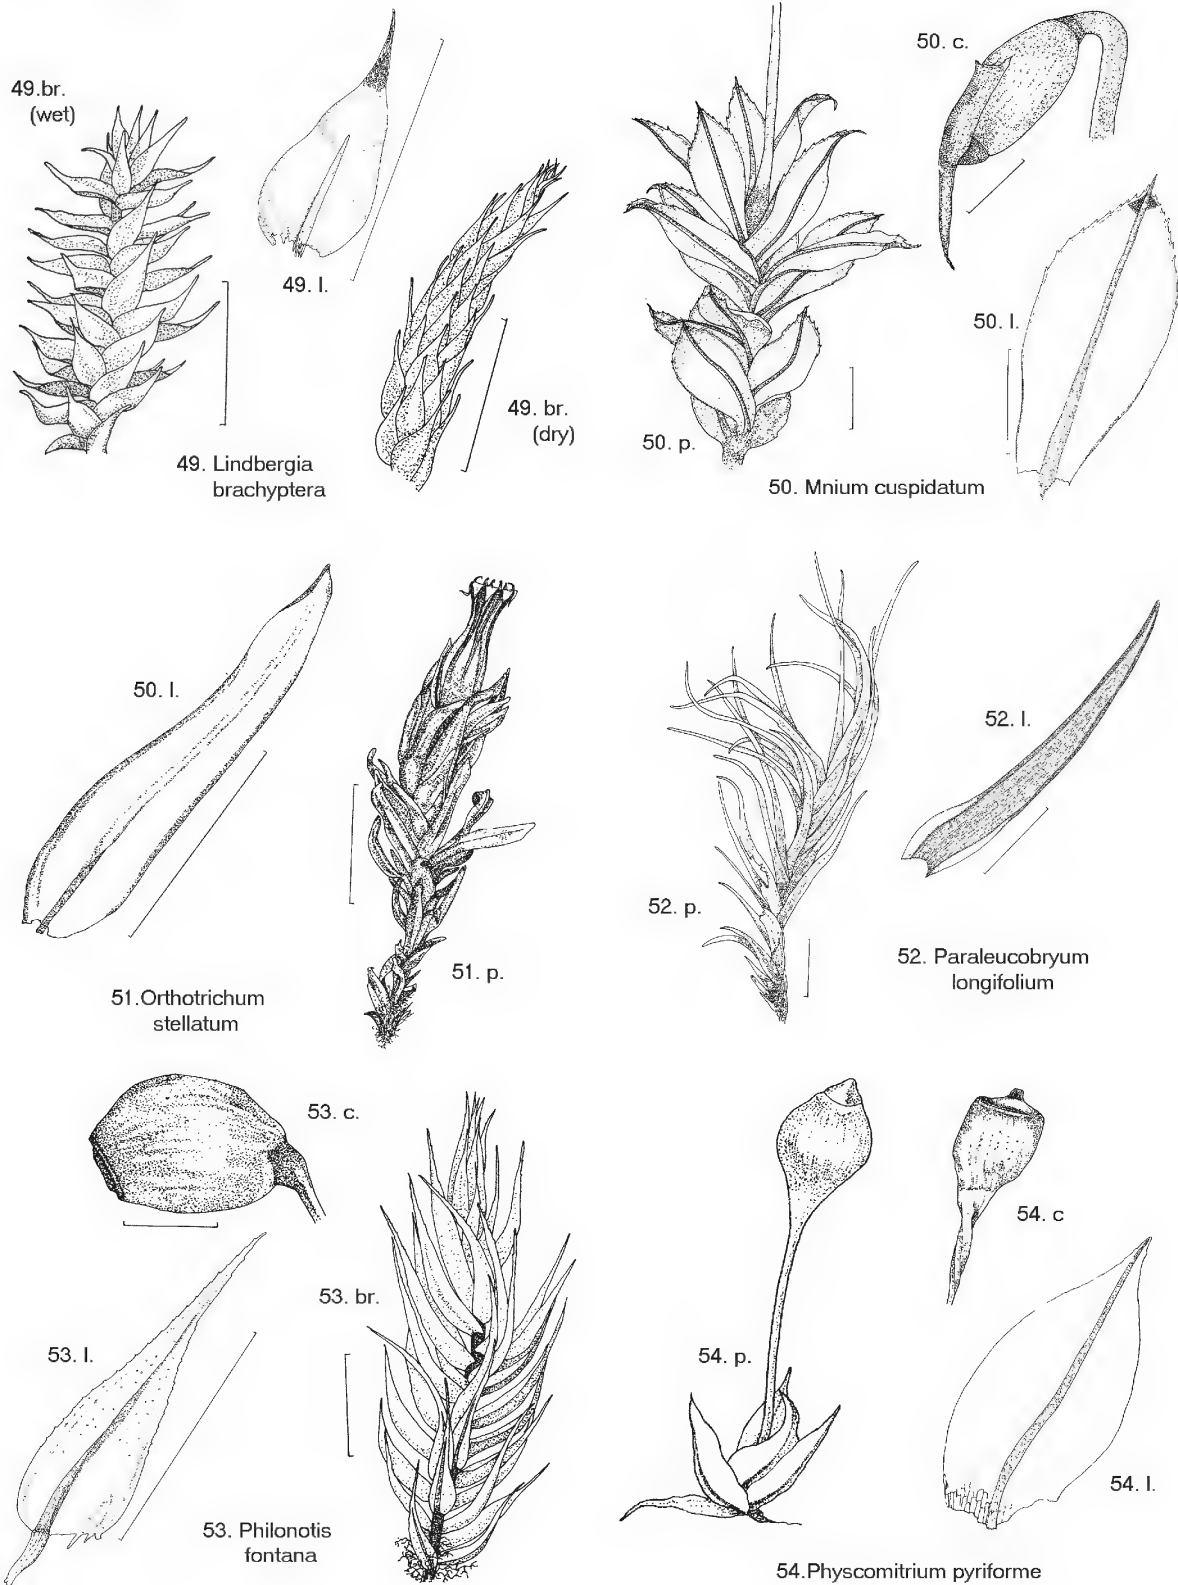 49.br.
(wet)
49. l.
49. br.
(dry)
49. Lindbergia
brachyptera
50. c.
50. l.
50. p.
50. Mnium cuspidatum
50. l.
51. p.
51.Orthotrichum
stellatum
52. l.
52. p.
52. Paraleucobryum
longifolium
53. c.
53. br.
53. l.
53. Philonotis
fontana
54. c
54. p.
54. l.
54.Physcomitrium pyriforme